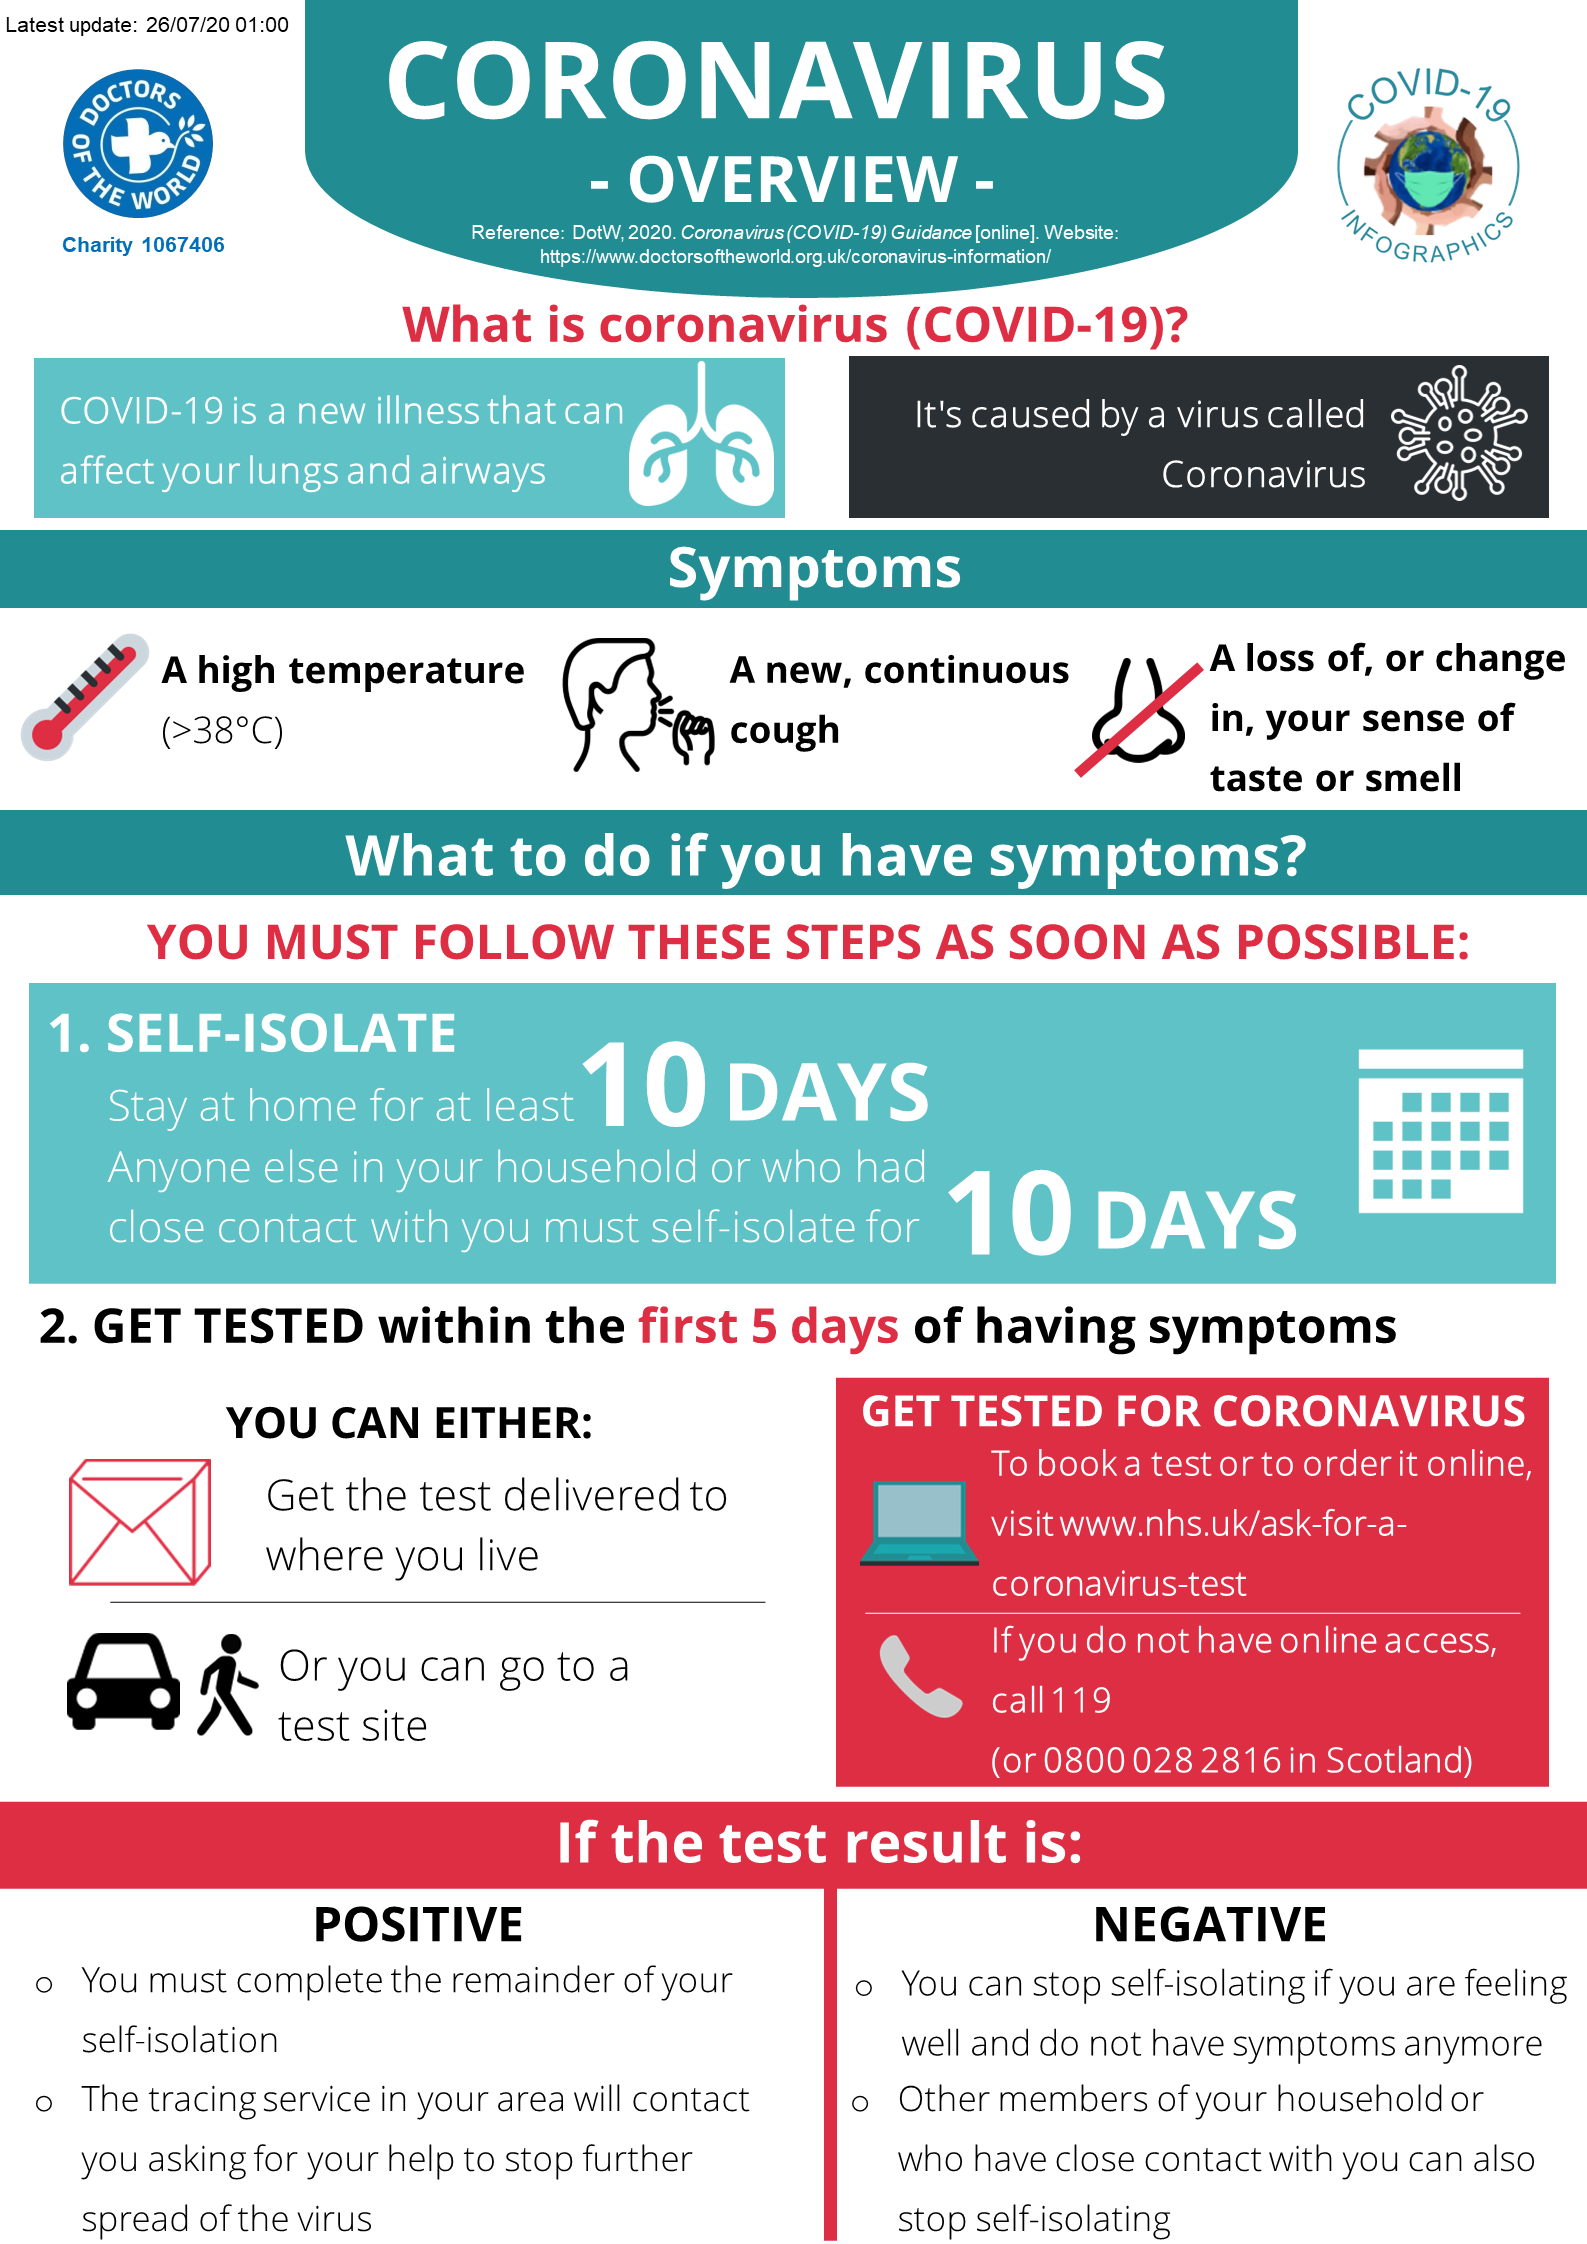 Latest update: 26/07/20 01:00
DOCTORS OF THE WORLD
Charity 1067406
CORONAVIRUS
- OVERVIEW -
Reference: DotW, 2020. Coronavirus (COVID-19) Guidance [online]. Website:
https://www.doctorsoftheworld.org.uk/coronavirus-information/
COVID-19
INFOGRAPHICS
What is coronavirus (COVID-19)?
COVID-19 is a new illness that can
affect your lungs and airways
It's caused by a virus called
Coronavirus
Symptoms
A high temperature
(>38°C)
A new, continuous
cough
A loss of, or change
in, your sense of
taste or smell
What to do if you have symptoms?
YOU MUST FOLLOW THESE STEPS AS SOON AS POSSIBLE:
1. SELF-ISOLATE
Stay at home for at least 10 DAYS
Anyone else in your household or who had
close contact with you must self-isolate for 10 DAYS
2. GET TESTED within the first 5 days of having symptoms
YOU CAN EITHER:
Get the test delivered to
where you live
Or you can go to a
test site
GET TESTED FOR CORONAVIRUS
To book a test or to order it online,
visit www.nhs.uk/ask-for-a-
coronavirus-test
If you do not have online access,
call 119
(or 0800 028 2816 in Scotland)
If the test result is:
POSITIVE
o You must complete the remainder of your
self-isolation
o The tracing service in your area will contact
you asking for your help to stop further
spread of the virus
NEGATIVE
o You can stop self-isolating if you are feeling
well and do not have symptoms anymore
o Other members of your household or
who have close contact with you can also
stop self-isolating